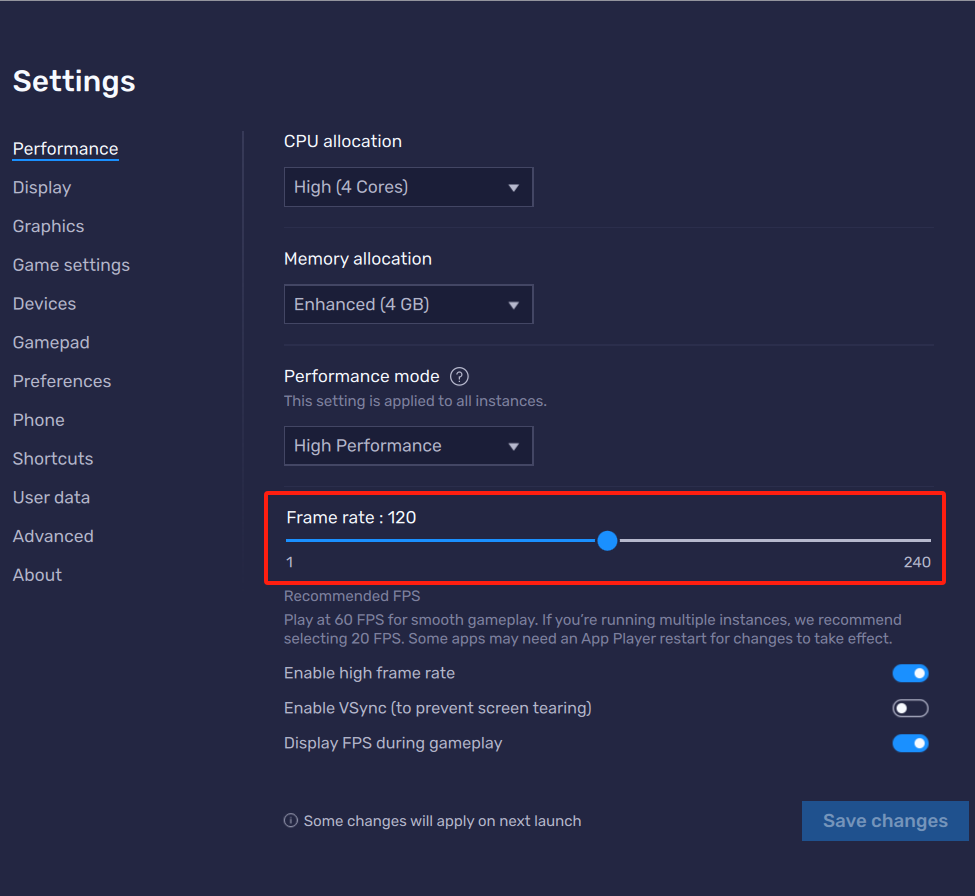 Settings
Performance
Display
Graphics
Game settings
Devices
Gamepad
Preferences
Phone
Shortcuts
User data
Advanced
About
CPU allocation
High (4 Cores)
Memory allocation
Enhanced (4 GB)
Performance mode ?
This setting is applied to all instances.
High Performance
Frame rate : 120
1 240
Recommended FPS
Play at 60 FPS for smooth gameplay. If you’re running multiple instances, we recommend
selecting 20 FPS. Some apps may need an App Player restart for changes to take effect.
Enable high frame rate
Enable VSync (to prevent screen tearing)
Display FPS during gameplay
Some changes will apply on next launch
Save changes